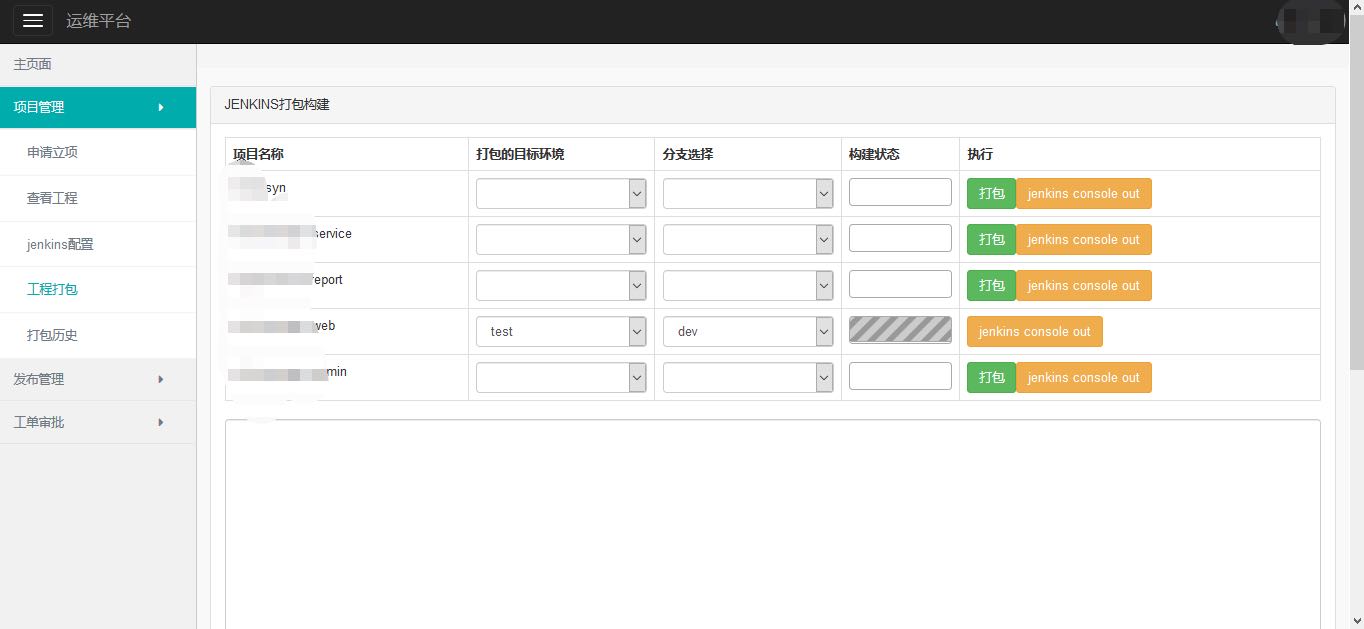 运维平台
主页面
项目管理
申请立项
查看工程
jenkins配置
工程打包
打包历史
发布管理
工单审批
JENKINS打包构建
项目名称 打包的目标环境 分支选择 构建状态 执行
syn 打包 jenkins console out
service 打包 jenkins console out
report 打包 jenkins console out
web test dev jenkins console out
min 打包 jenkins console out